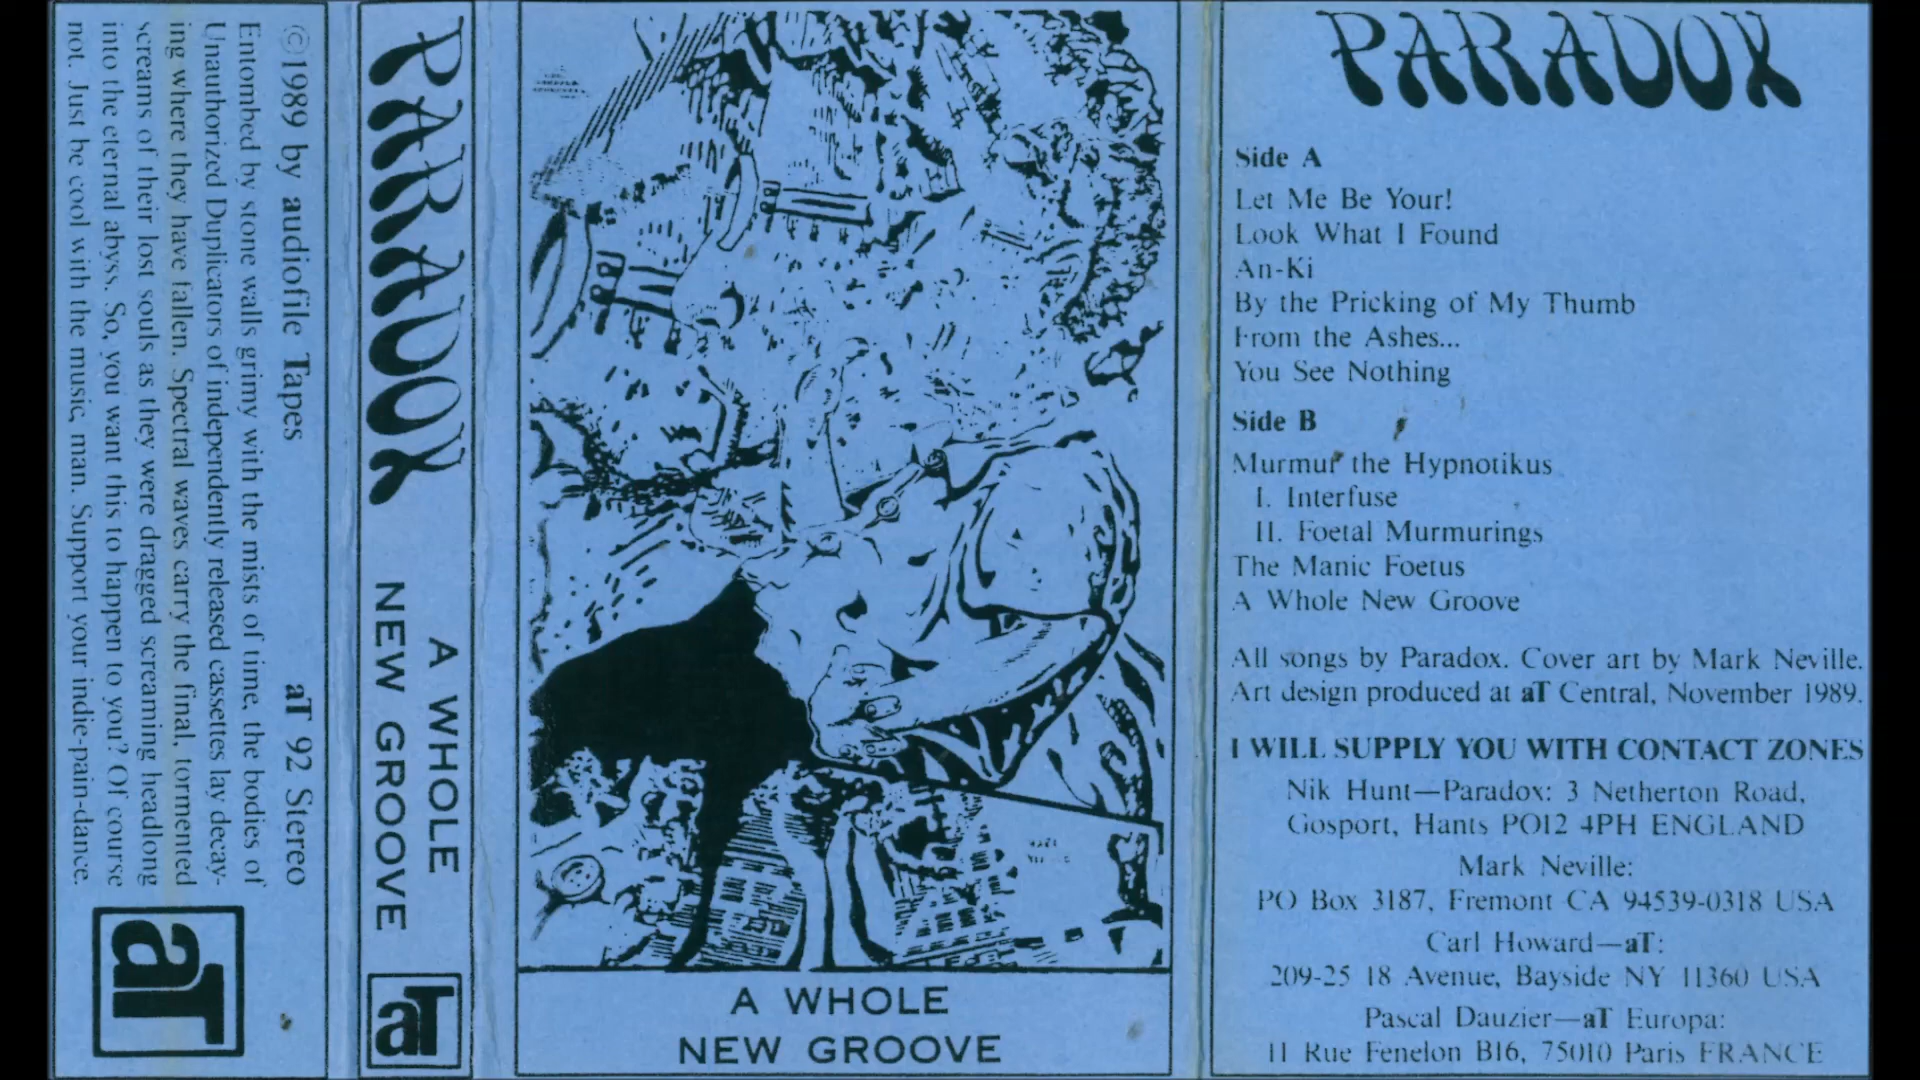 ©1989 by audiofile Tapes
aT 92 Stereo
Entombed by stone walls grimy with the mists of time, the bodies of
Unauthorized Duplicators of independently released cassettes lay decay-
ing where they have fallen. Spectral waves carry the final, tormented
screams of their lost souls as they were dragged screaming headlong
into the eternal abyss. So, you want this to happen to you? Of course
not. Just be cool with the music, man. Support your indie-pain-dance.
aT
PARADOX
A WHOLE
NEW GROOVE
aT
A WHOLE
NEW GROOVE
PARADOX
Side A
Let Me Be Your!
Look What I Found
An-Ki
By the Pricking of My Thumb
From the Ashes...
You See Nothing
Side B
Murmur the Hypnotikus
I. Interfuse
II. Foetal Murmurings
The Manic Foetus
A Whole New Groove
All songs by Paradox. Cover art by Mark Neville.
Art design produced at aT Central, November 1989.
I WILL SUPPLY YOU WITH CONTACT ZONES
Nik Hunt—Paradox: 3 Netherton Road,
Gosport, Hants PO12 4PH ENGLAND
Mark Neville:
PO Box 3187, Fremont CA 94539-0318 USA
Carl Howard—aT:
209-25 18 Avenue, Bayside NY 11360 USA
Pascal Dauzier—aT Europa:
11 Rue Fenelon B16, 75010 Paris FRANCE